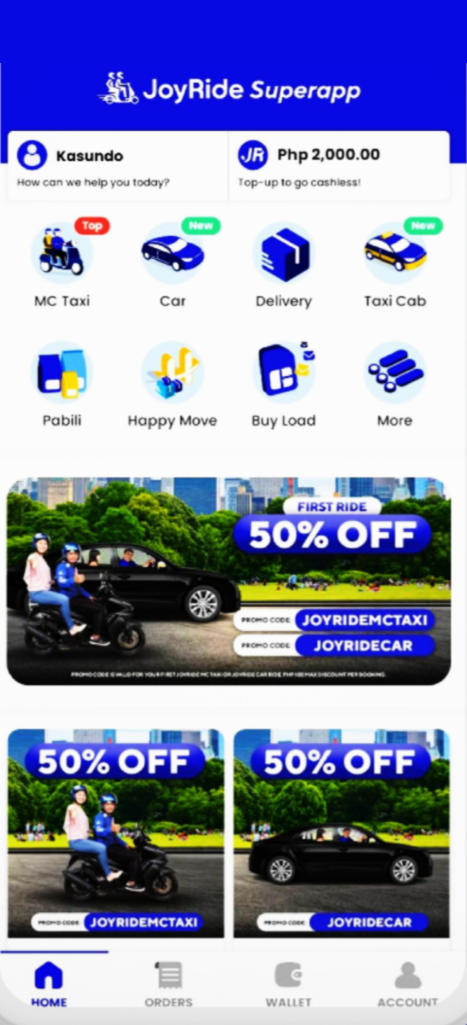 JoyRide Superapp
Kasundo
How can we help you today?
JR Php 2,000.00
Top-up to go cashless!
Top
New
New
MC Taxi
Car
Delivery
Taxi Cab
Pabili
Happy Move
Buy Load
More
FIRST RIDE
50% OFF
PROMO CODE: JOYRIDEMCTAXI
PROMO CODE: JOYRIDECAR
PROMO CODE IS VALID FOR YOUR FIRST JOYRIDE MC TAXI OR JOYRIDE CAR RIDE. PHP 100 MAX DISCOUNT PER BOOKING.
50% OFF
PROMO CODE: JOYRIDEMCTAXI
50% OFF
PROMO CODE: JOYRIDECAR
HOME
ORDERS
WALLET
ACCOUNT